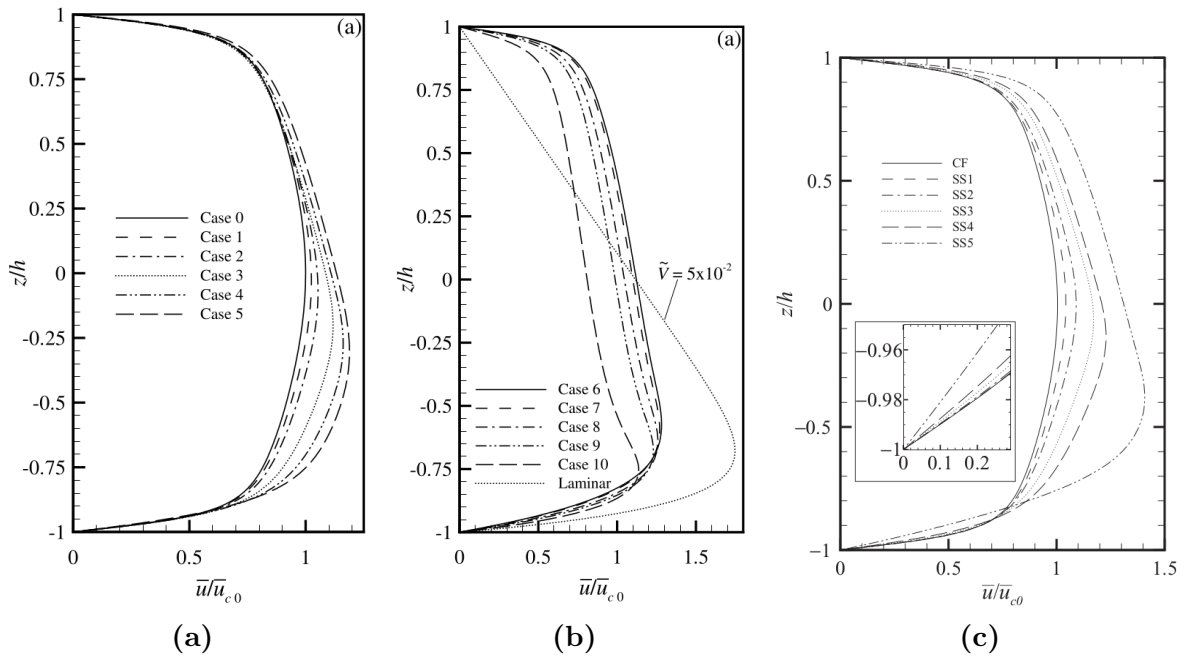 (a)
1
0.75
0.5
0.25
0
-0.25
-0.5
-0.75
-1
z/h
Case 0
Case 1
Case 2
Case 3
Case 4
Case 5
0
0.5
1
u̅/u̅c 0
(a)
(a)
1
0.75
0.5
0.25
0
-0.25
-0.5
-0.75
-1
z/h
Ṽ = 5x10-2
Case 6
Case 7
Case 8
Case 9
Case 10
Laminar
0
0.5
1
1.5
u̅/u̅c 0
(b)
1
0.5
0
−0.5
−1
z/h
CF
SS1
SS2
SS3
SS4
SS5
−0.96
−0.98
−1
0
0.1
0.2
0
0.5
1
1.5
u̅/u̅c0
(c)